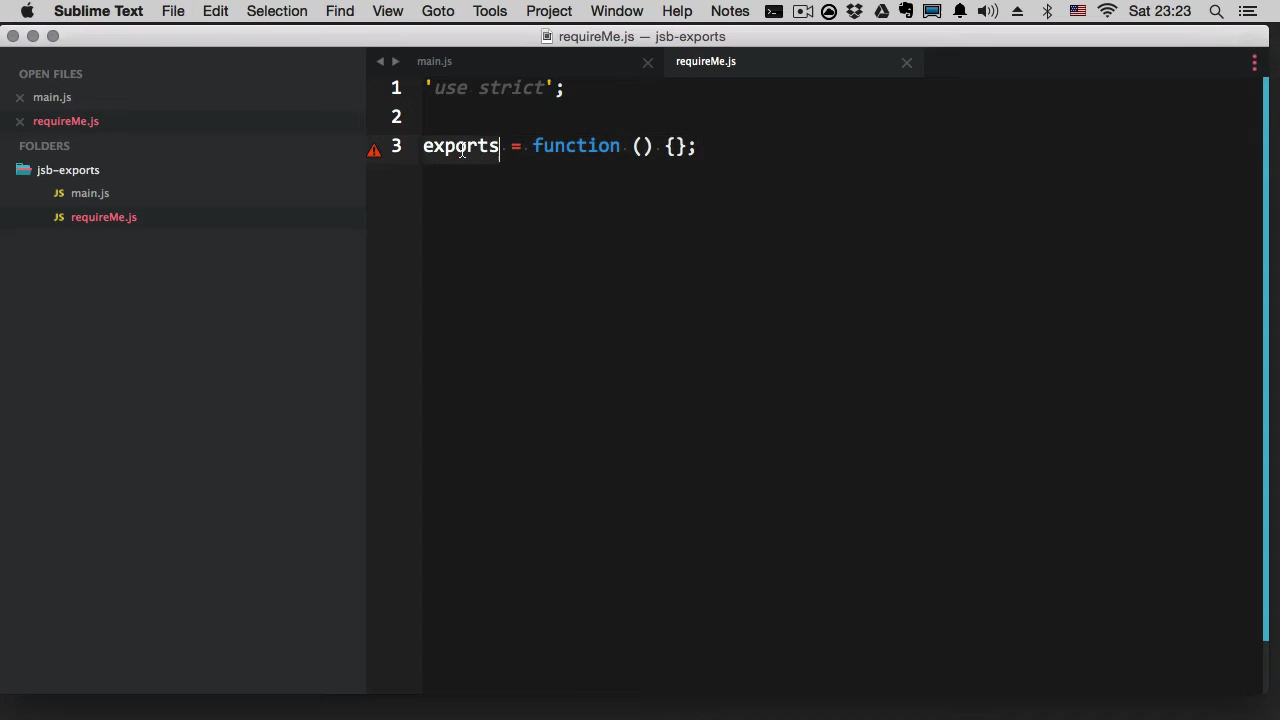 Sublime Text File Edit Selection Find View Goto Tools Project Window Help Notes Sat 23:23
requireMe.js — jsb-exports
OPEN FILES
main.js
requireMe.js
FOLDERS
jsb-exports
JS main.js
JS requireMe.js
main.js requireMe.js
1 'use strict';
2
3 exports = function () {};